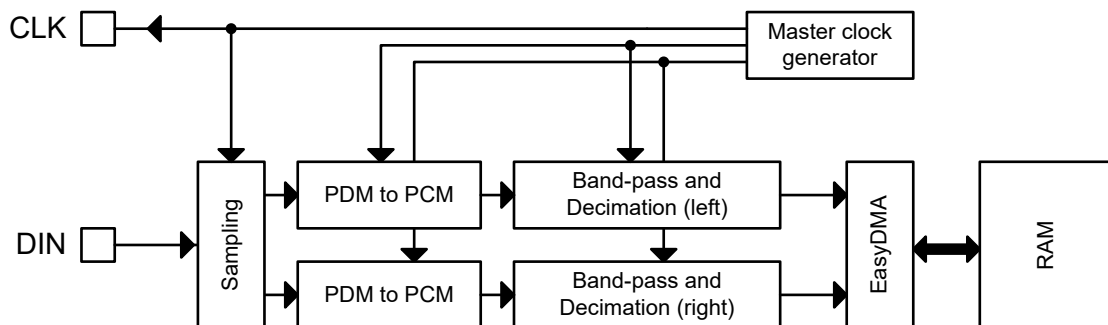 CLK
Master clock
generator
DIN
Sampling
PDM to PCM
Band-pass and
Decimation (left)
PDM to PCM
Band-pass and
Decimation (right)
EasyDMA
RAM